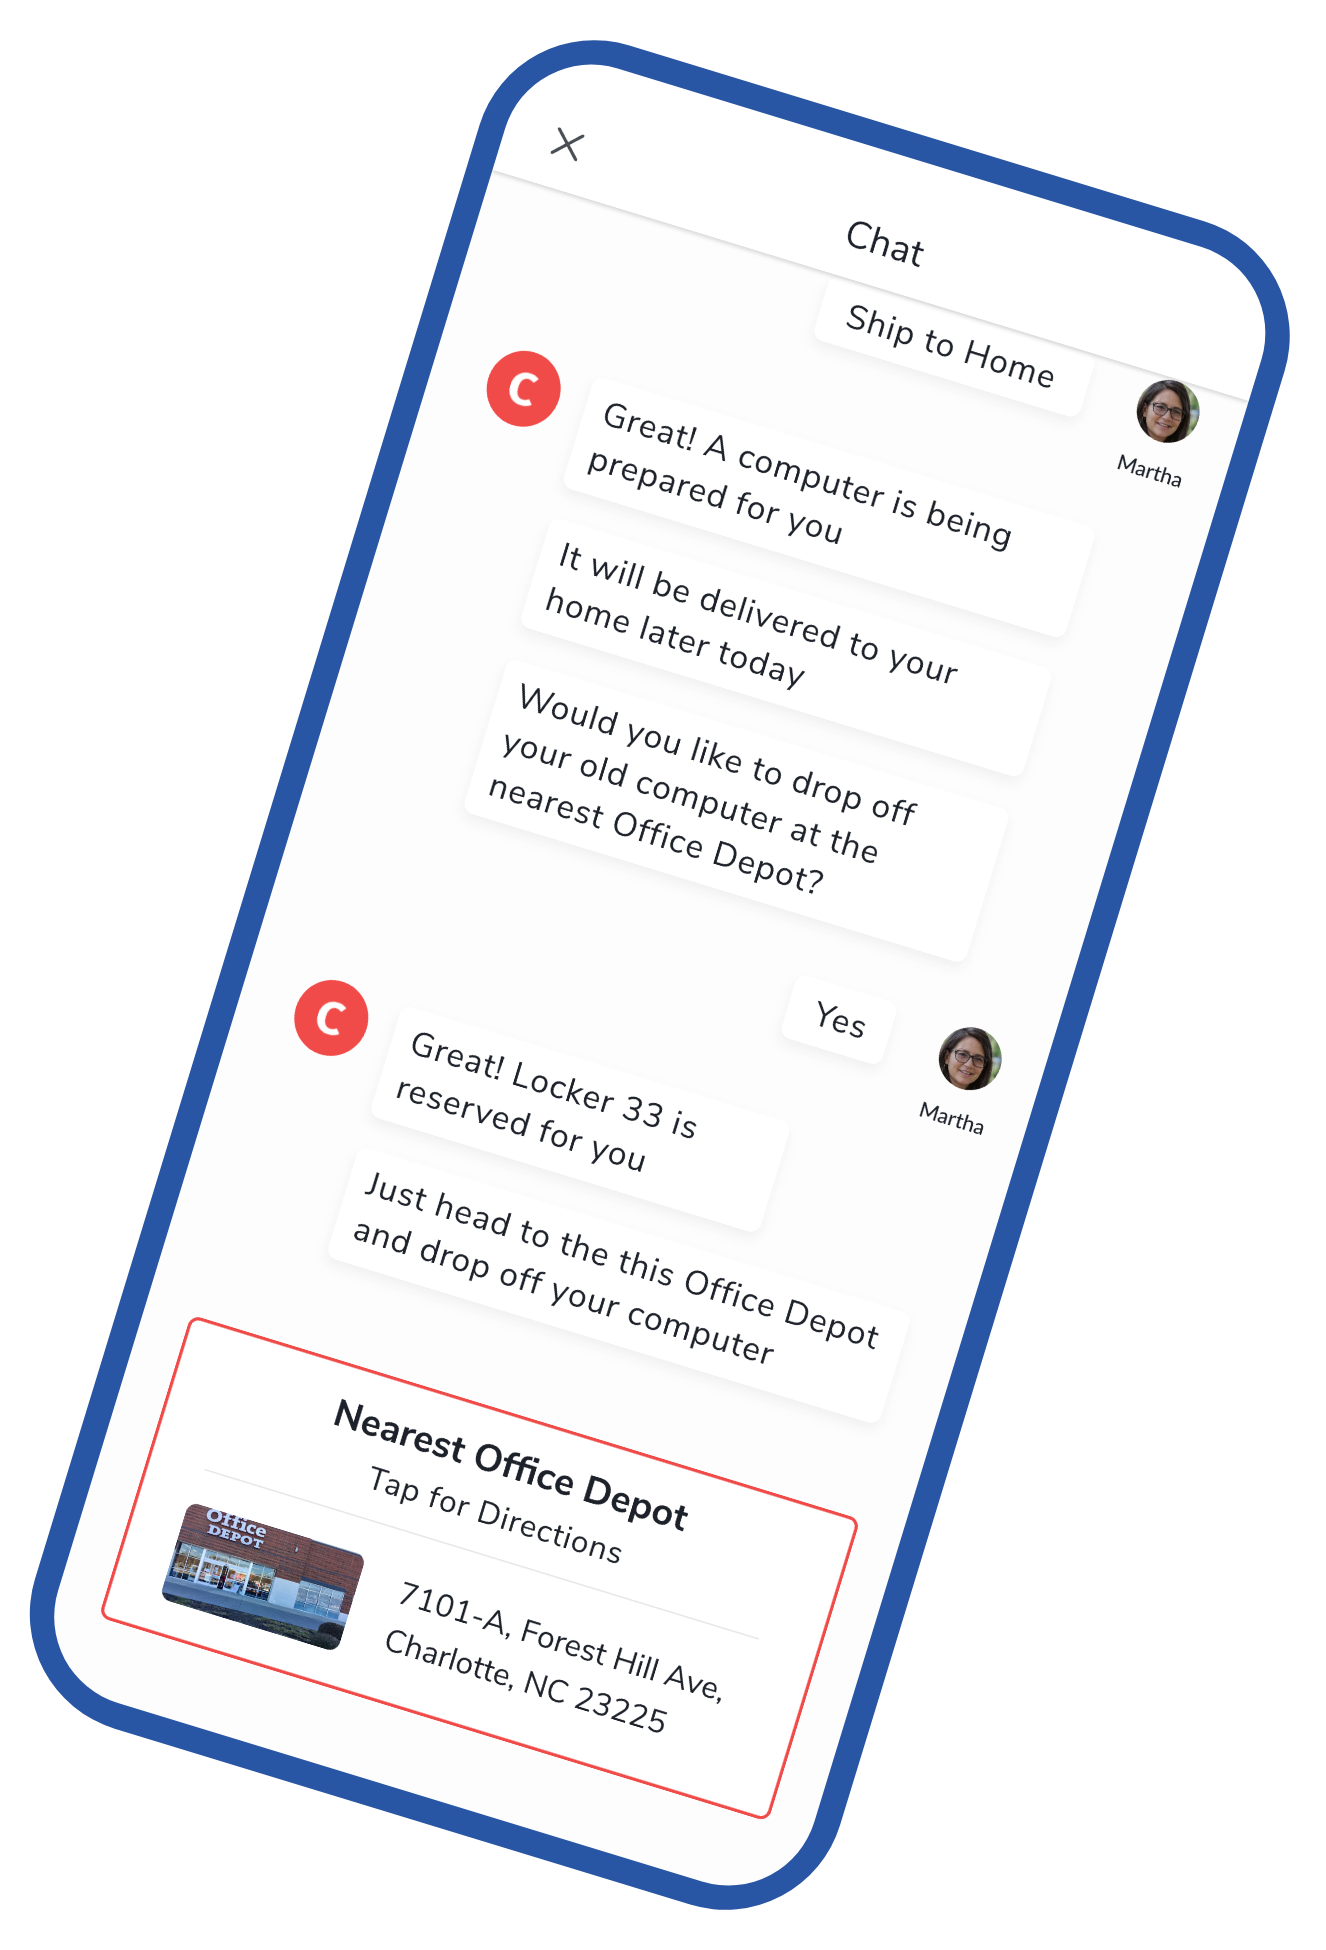 Chat
Ship to Home
Martha
C
Great! A computer is being
prepared for you
It will be delivered to your
home later today
Would you like to drop off
your old computer at the
nearest Office Depot?
Yes
Martha
C
Great! Locker 33 is
reserved for you
Just head to the this Office Depot
and drop off your computer
Nearest Office Depot
Tap for Directions
Office
DEPOT
7101-A, Forest Hill Ave,
Charlotte, NC 23225